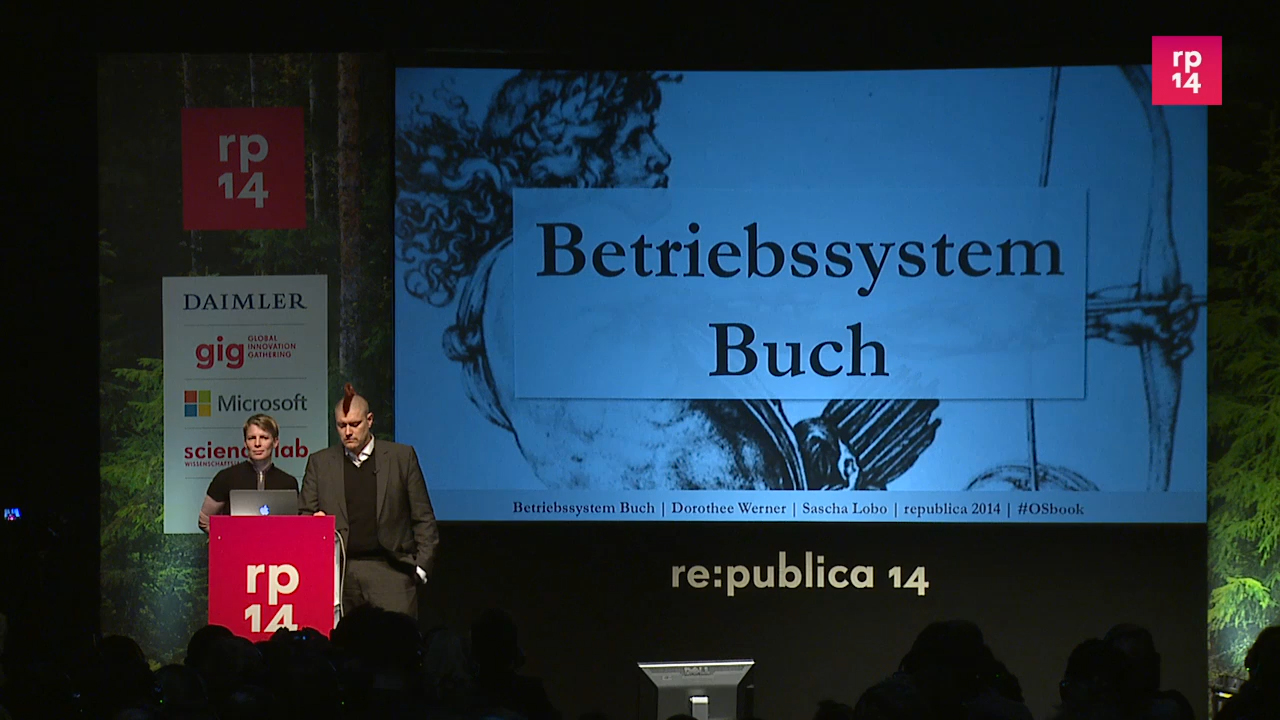 rp
14
rp
14
DAIMLER
gig GLOBAL
INNOVATION
GATHERING
Microsoft
Betriebssystem
Buch
Betriebssystem Buch | Dorothee Werner | Sascha Lobo | republica 2014 | #OSbook
re:publica 14
rp
14
DELL